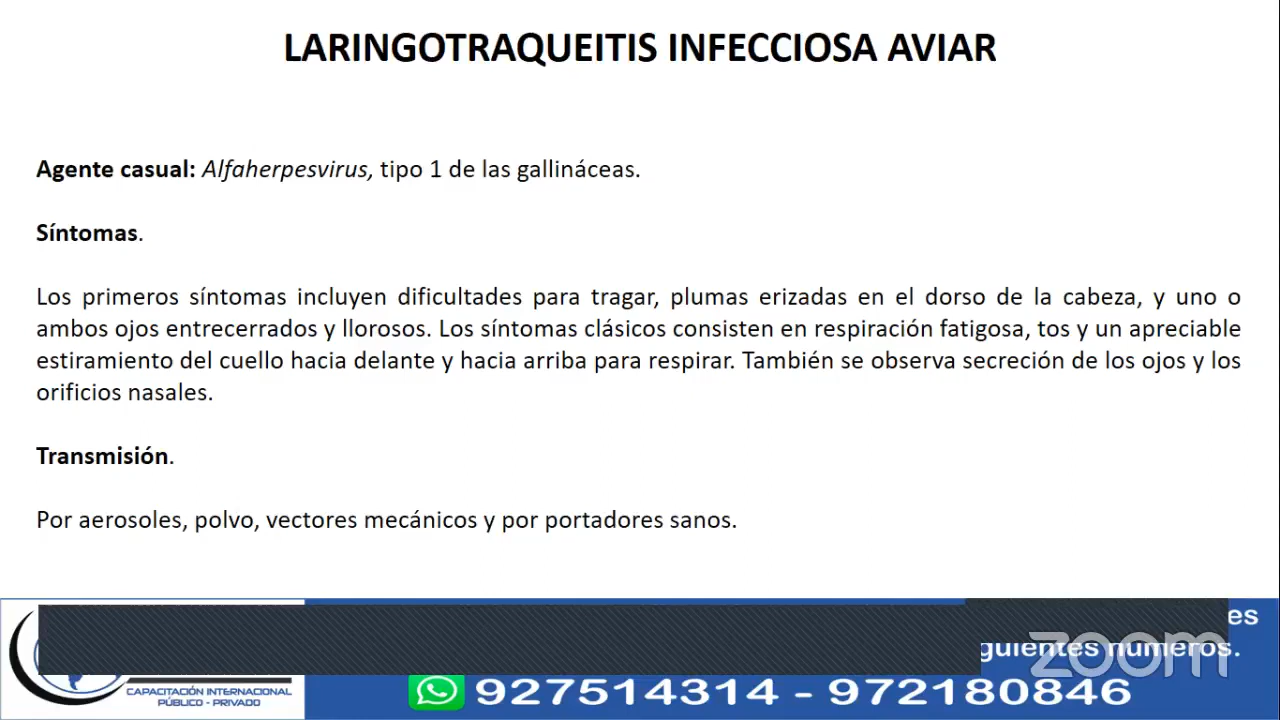 LARINGOTRAQUEITIS INFECCIOSA AVIAR
Agente casual: Alfaherpesvirus, tipo 1 de las gallináceas.
Síntomas.
Los primeros síntomas incluyen dificultades para tragar, plumas erizadas en el dorso de la cabeza, y uno o
ambos ojos entrecerrados y llorosos. Los síntomas clásicos consisten en respiración fatigosa, tos y un apreciable
estiramiento del cuello hacia delante y hacia arriba para respirar. También se observa secreción de los ojos y los
orificios nasales.
Transmisión.
Por aerosoles, polvo, vectores mecánicos y por portadores sanos.
números.
zoom
CAPACITACIÓN INTERNACIONAL
PÚBLICO - PRIVADO
927514314 - 972180846